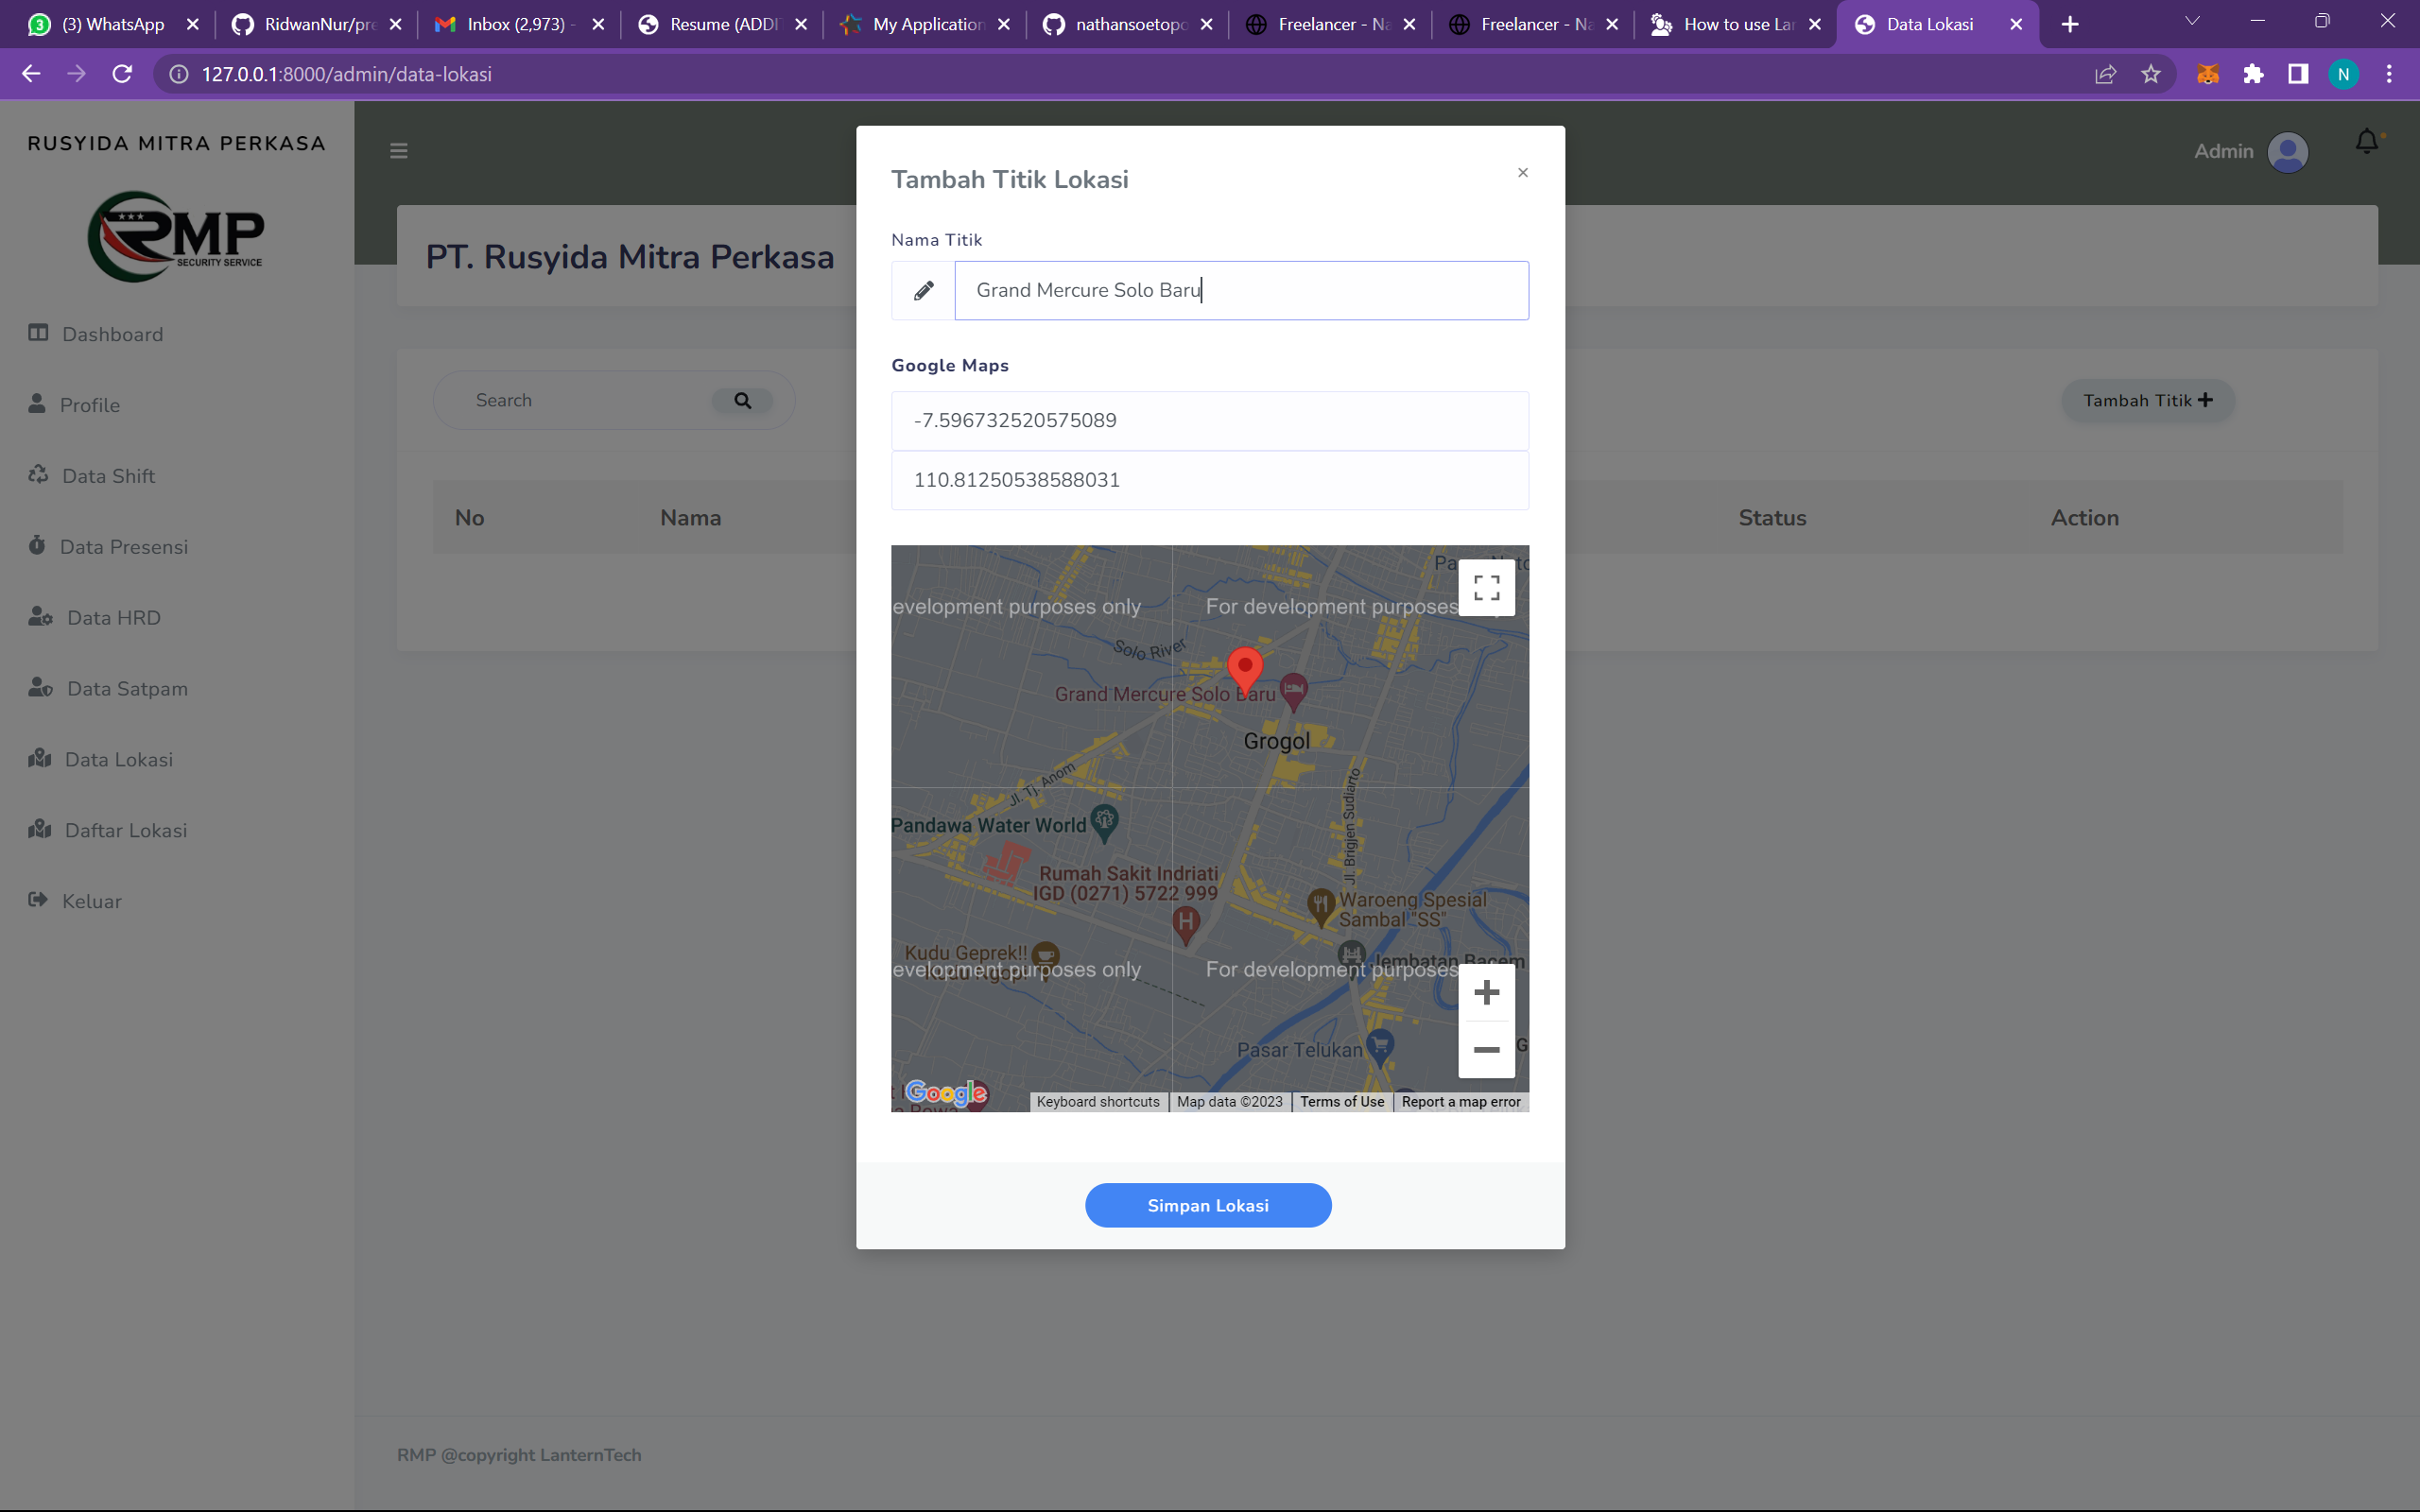 (3) WhatsApp
RidwanNur/pre
Inbox (2,973) -
Resume (ADDI
My Application
nathansoetopo
Freelancer - Na
Freelancer - Na
How to use Lar
Data Lokasi
127.0.0.1:8000/admin/data-lokasi
N
RUSYIDA MITRA PERKASA
RMP
SECURITY SERVICE
Dashboard
Profile
Data Shift
Data Presensi
Data HRD
Data Satpam
Data Lokasi
Daftar Lokasi
Keluar
Admin
PT. Rusyida Mitra Perkasa
Search
Tambah Titik
No
Nama
Status
Action
Tambah Titik Lokasi
×
Nama Titik
Grand Mercure Solo Baru
Google Maps
-7.596732520575089
110.81250538588031
evelopment purposes only
For development purposes
Solo River
Grand Mercure Solo Baru
Grogol
Jl. Tj. Anom
Jl. Brigjen Sudiarto
Pandawa Water World
Rumah Sakit Indriati
IGD (0271) 5722 999
Waroeng Spesial
Sambal "SS"
Kudu Geprek!!
Jembatan Bacem
evelopment purposes only
For development purposes
Pasar Telukan
Google
Keyboard shortcuts
Map data ©2023
Terms of Use
Report a map error
Simpan Lokasi
RMP @copyright LanternTech